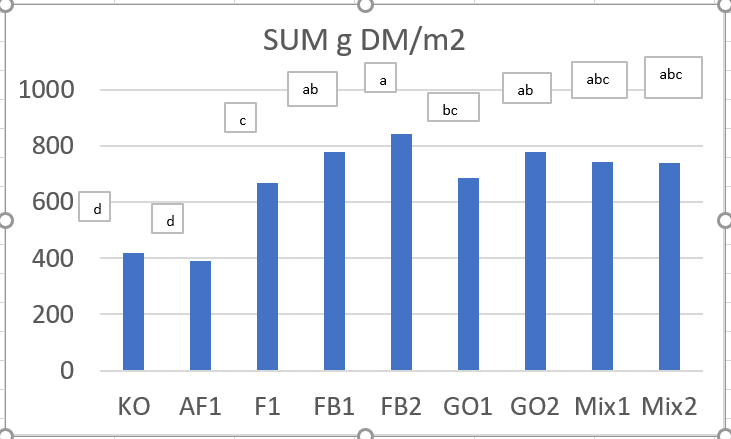 SUM g DM/m2
1000
800
600
400
200
0
d
d
c
ab
a
bc
ab
abc
abc
KO AF1 F1 FB1 FB2 GO1 GO2 Mix1 Mix2